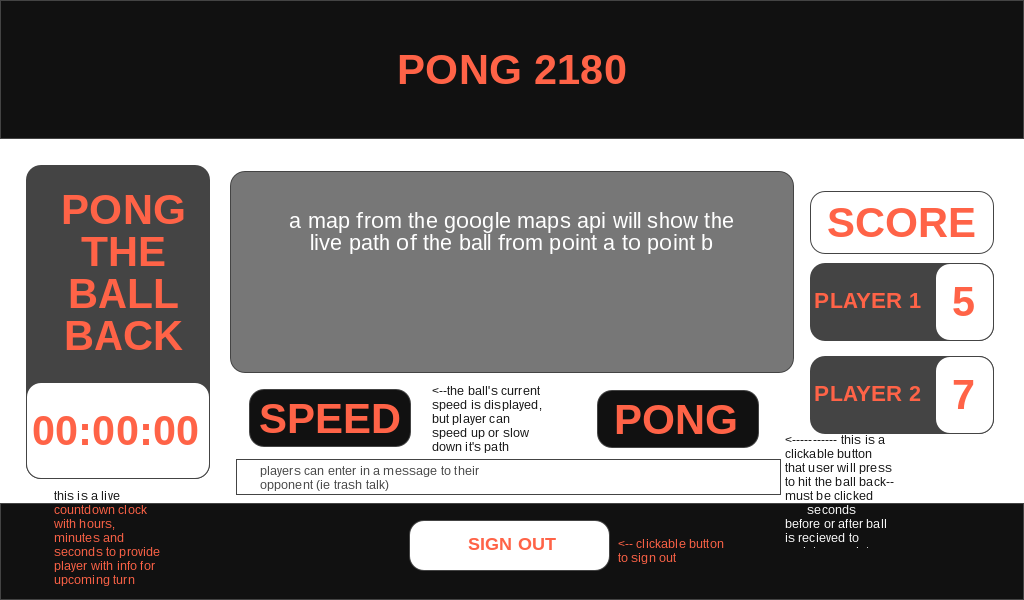 PONG 2180
PONG
THE
BALL
BACK
00:00:00
this is a live
countdown clock
with hours,
minutes and
seconds to provide
player with info for
upcoming turn
a map from the google maps api will show the
live path of the ball from point a to point b
SPEED
<--the ball's current
speed is displayed,
but player can
speed up or slow
down it's path
PONG
players can enter in a message to their
opponent (ie trash talk)
SCORE
PLAYER 1
5
PLAYER 2
7
<----------- this is a
clickable button
that user will press
to hit the ball back--
must be clicked
seconds
before or after ball
is recieved to
SIGN OUT
<-- clickable button
to sign out